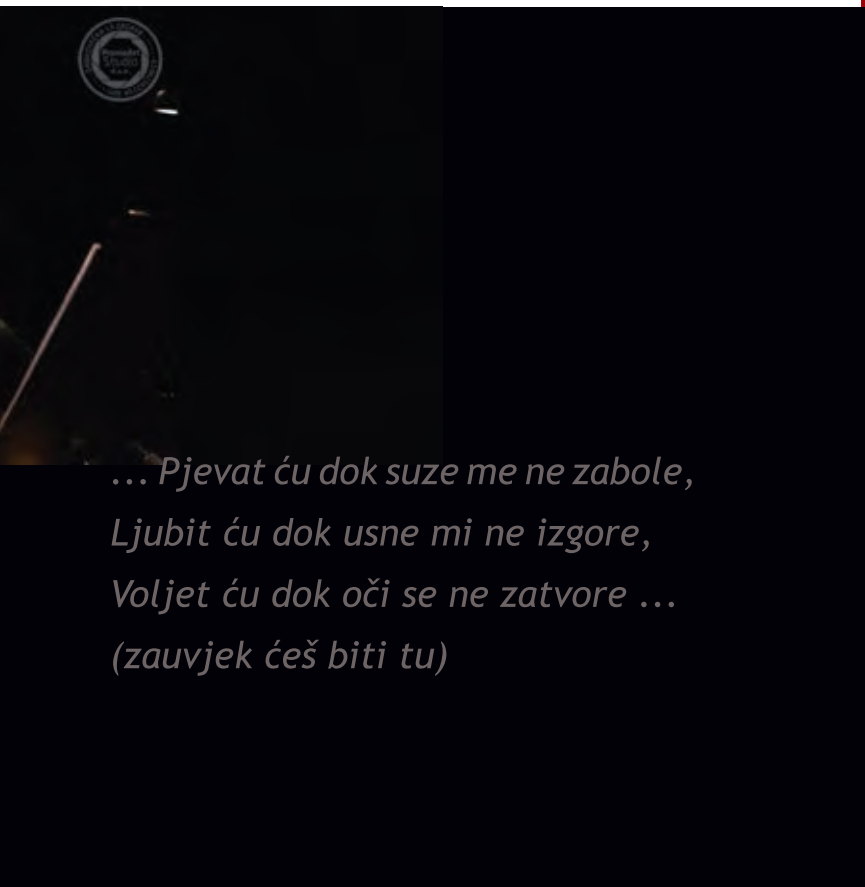 ... Pjevat ću dok suze me ne zabole,
Ljubit ću dok usne mi ne izgore,
Voljet ću dok oči se ne zatvore ...
(zauvjek ćeš biti tu)